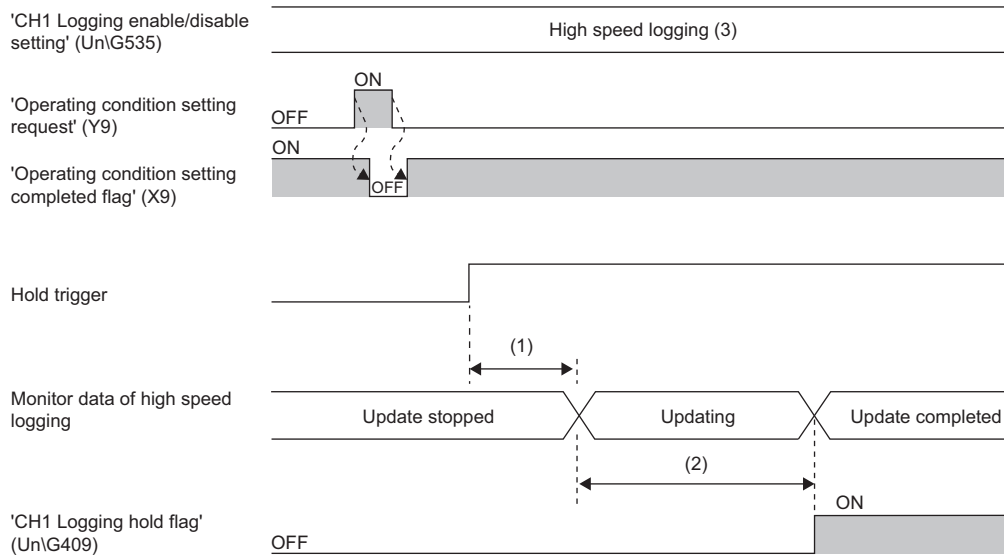 'CH1 Logging enable/disable
setting' (Un\G535)
High speed logging (3)
ON
'Operating condition setting
request' (Y9)
OFF
ON
'Operating condition setting
completed flag' (X9)
OFF
Hold trigger
(1)
Monitor data of high speed
logging
Update stopped
Updating
Update completed
(2)
ON
'CH1 Logging hold flag'
(Un\G409)
OFF